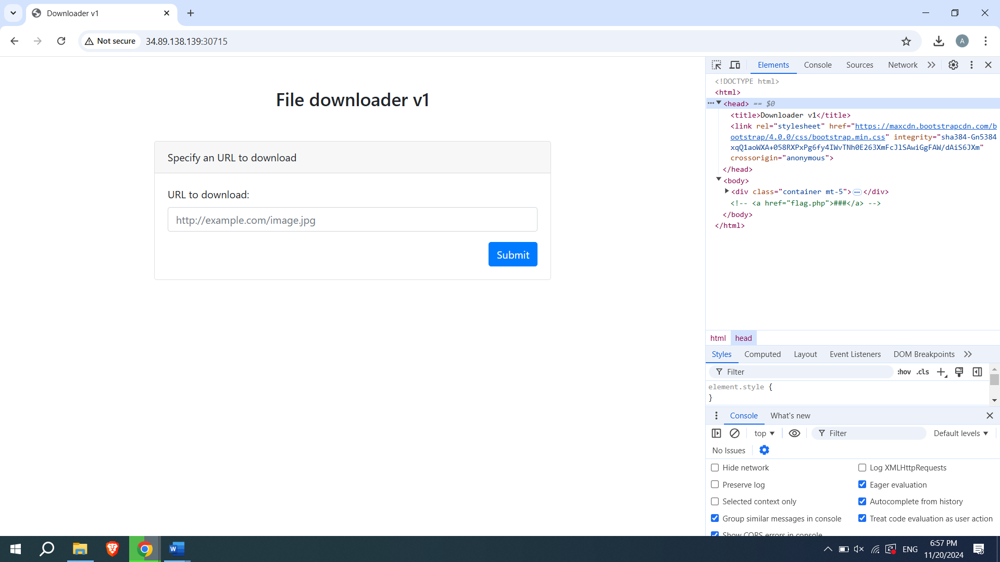 Downloader v1
Not secure
34.89.138.139:30715
A
File downloader v1
Specify an URL to download
URL to download:
http://example.com/image.jpg
Submit
Elements
Console
Sources
Network
<!DOCTYPE html>
<html>
<head> == $0
<title>Downloader v1</title>
<link rel="stylesheet" href="https://maxcdn.bootstrapcdn.com/b
ootstrap/4.0.0/css/bootstrap.min.css" integrity="sha384-Gn5384
xqQ1aoWXA+058RXPxPg6fy4IWvTNh0E263XmFcJlSAwiGgFAW/dAiS6JXm"
crossorigin="anonymous">
</head>
<body>
<div class="container mt-5"> ••• </div>
<!-- <a href="flag.php">###</a> -->
</body>
</html>
html
head
Styles
Computed
Layout
Event Listeners
DOM Breakpoints
Filter
:hov
.cls
element.style {
}
Console
What's new
top
Filter
Default levels
No Issues
Hide network
Log XMLHttpRequests
Preserve log
Eager evaluation
Selected context only
Autocomplete from history
Group similar messages in console
Treat code evaluation as user action
Show CORS errors in console
ENG
6:57 PM
11/20/2024